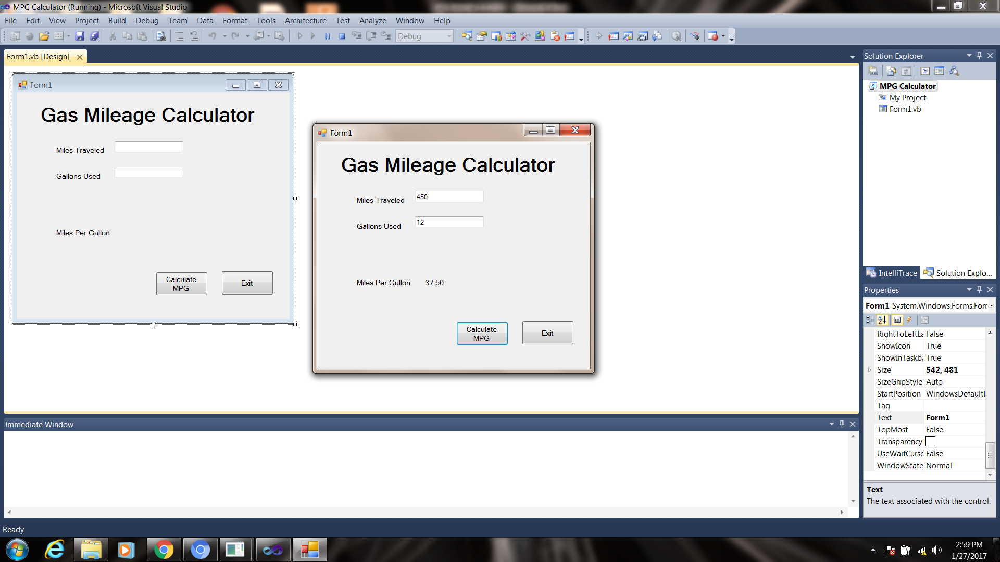 MPG Calculator (Running) - Microsoft Visual Studio
File Edit View Project Build Debug Team Data Format Tools Architecture Test Analyze Window Help
Debug
Form1.vb [Design]
Form1
Gas Mileage Calculator
Miles Traveled
Gallons Used
Miles Per Gallon
Calculate
MPG
Exit
Form1
Gas Mileage Calculator
Miles Traveled 450
Gallons Used 12
Miles Per Gallon 37.50
Calculate
MPG
Exit
Immediate Window
Solution Explorer
MPG Calculator
My Project
Form1.vb
IntelliTrace Solution Explo...
Properties
Form1 System.Windows.Forms.Forr
RightToLeftLa False
ShowIcon True
ShowInTaskba True
Size 542, 481
SizeGripStyle Auto
StartPosition WindowsDefaultl
Tag
Text Form1
TopMost False
Transparencyl
UseWaitCursc False
WindowState Normal
Text
The text associated with the control.
Ready
2:59 PM
1/27/2017